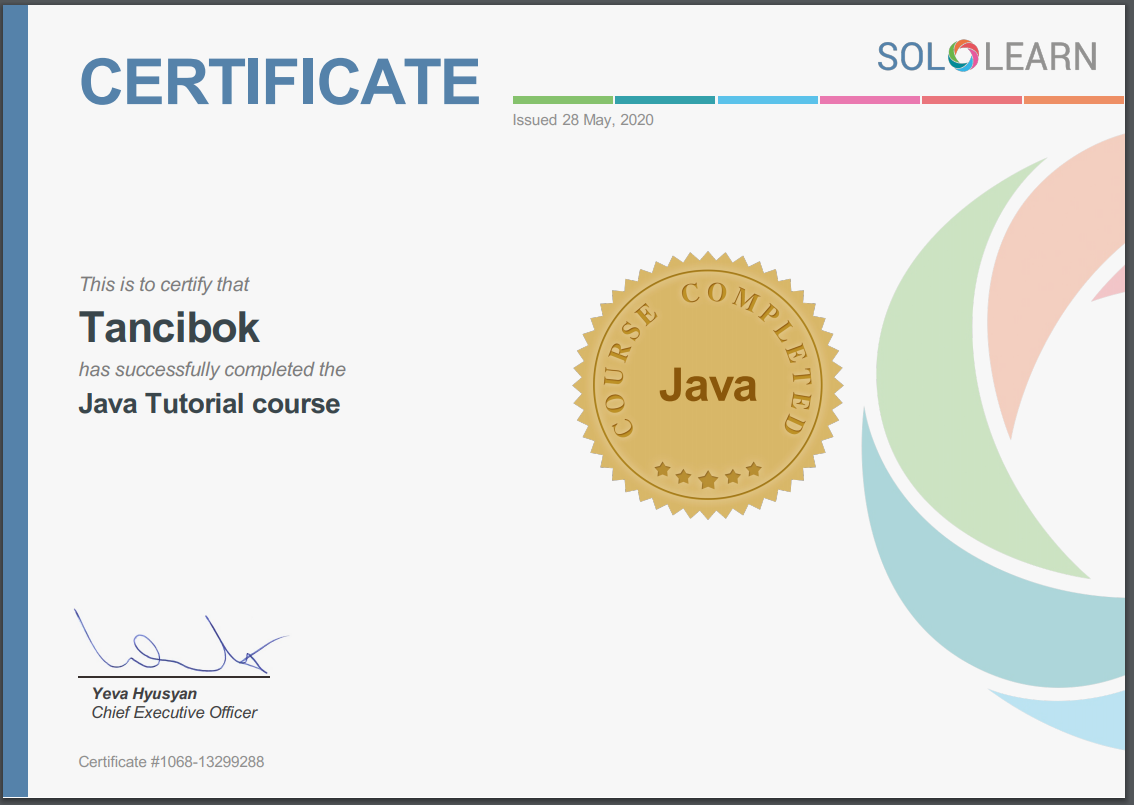 CERTIFICATE
SOLOLEARN
Issued 28 May, 2020
This is to certify that
Tancibok
has successfully completed the
Java Tutorial course
COURSE COMPLETED
Java
Yeva Hyusyan
Chief Executive Officer
Certificate #1068-13299288